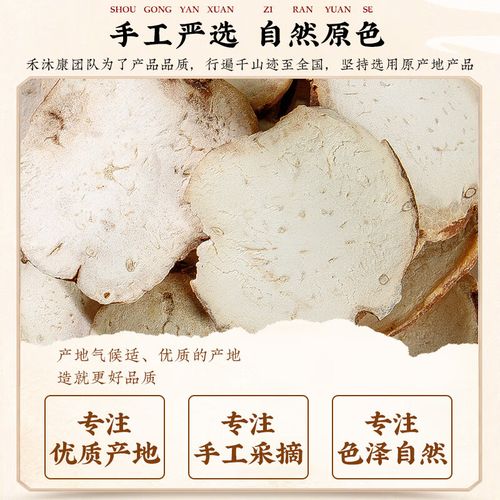 SHOU GONG YAN XUAN ZI RAN YUAN SE
手工严选 自然原色
禾沐康团队为了产品品质，行遍千山迹至全国，坚持选用原产地产品
产地气候适、优质的产地
造就更好品质
专注
优质产地
专注
手工采摘
专注
色泽自然